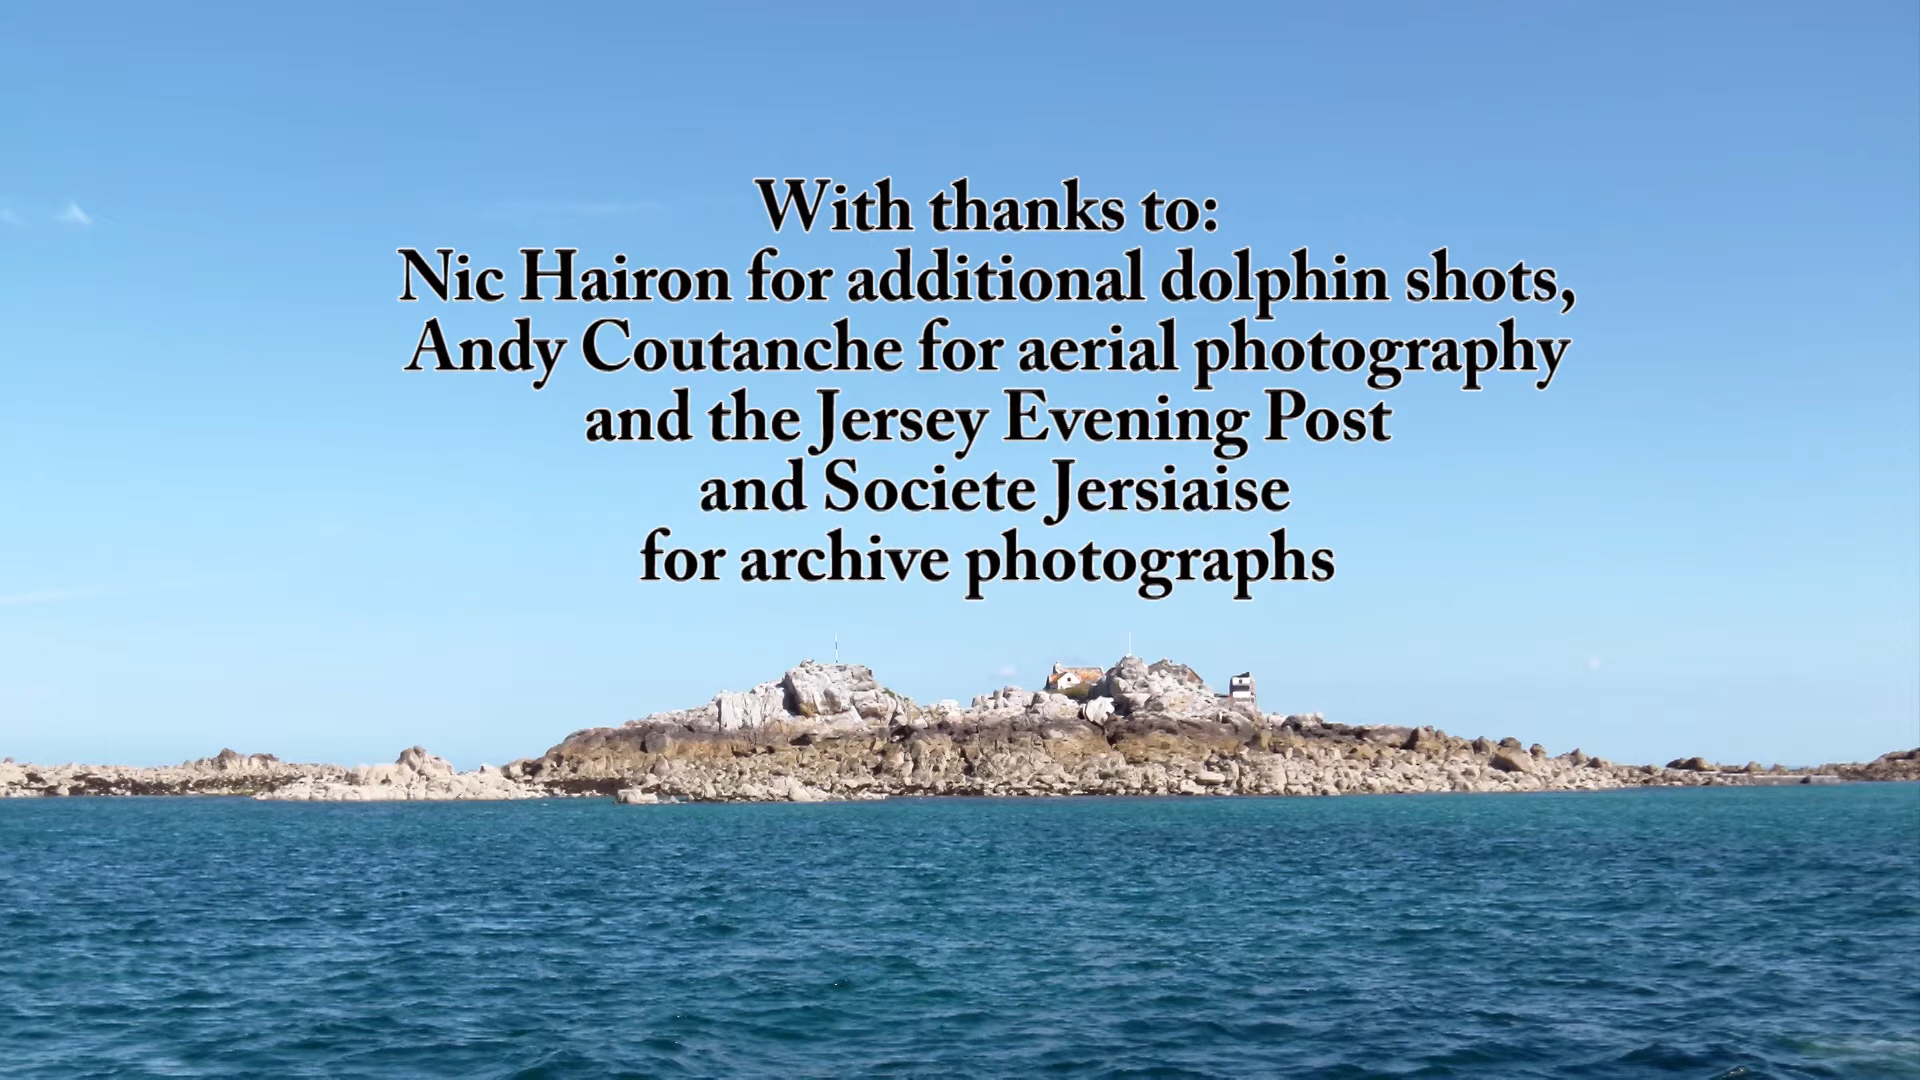 With thanks to:
Nic Hairon for additional dolphin shots,
Andy Coutanche for aerial photography
and the Jersey Evening Post
and Societe Jersiaise
for archive photographs